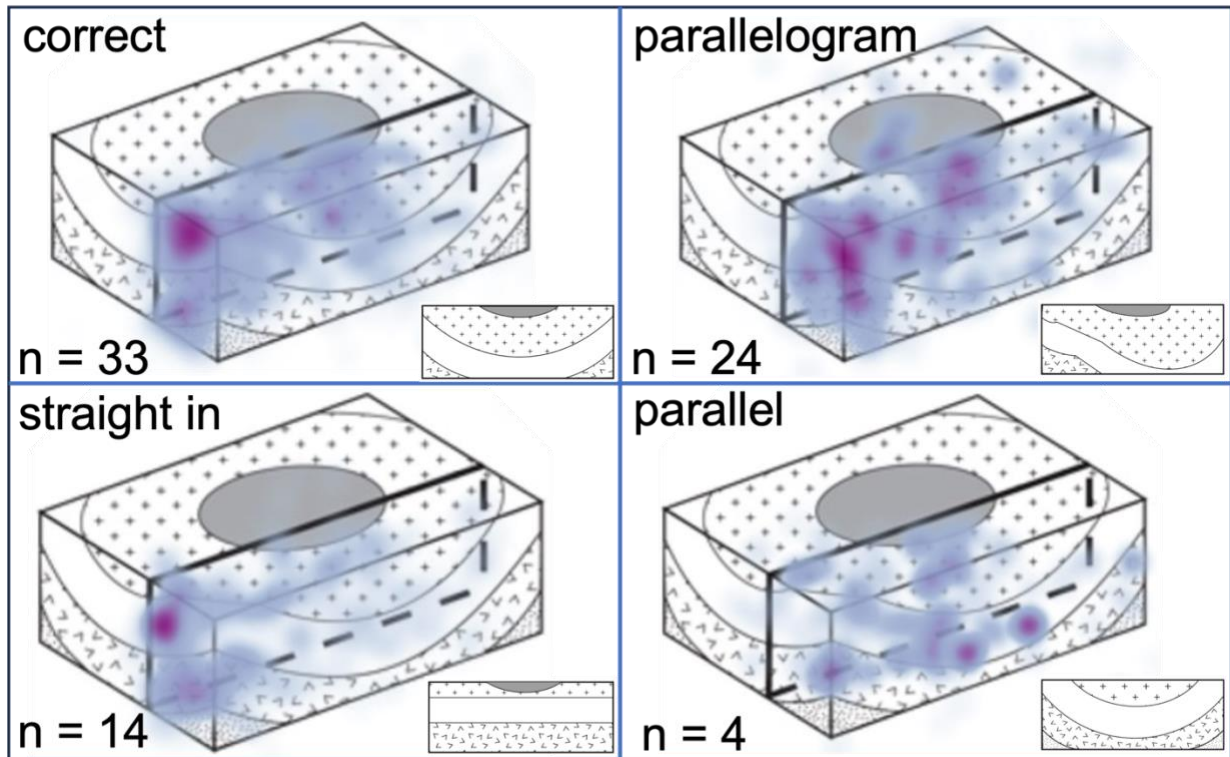 correct
n = 33
parallelogram
n = 24
straight in
n = 14
parallel
n = 4